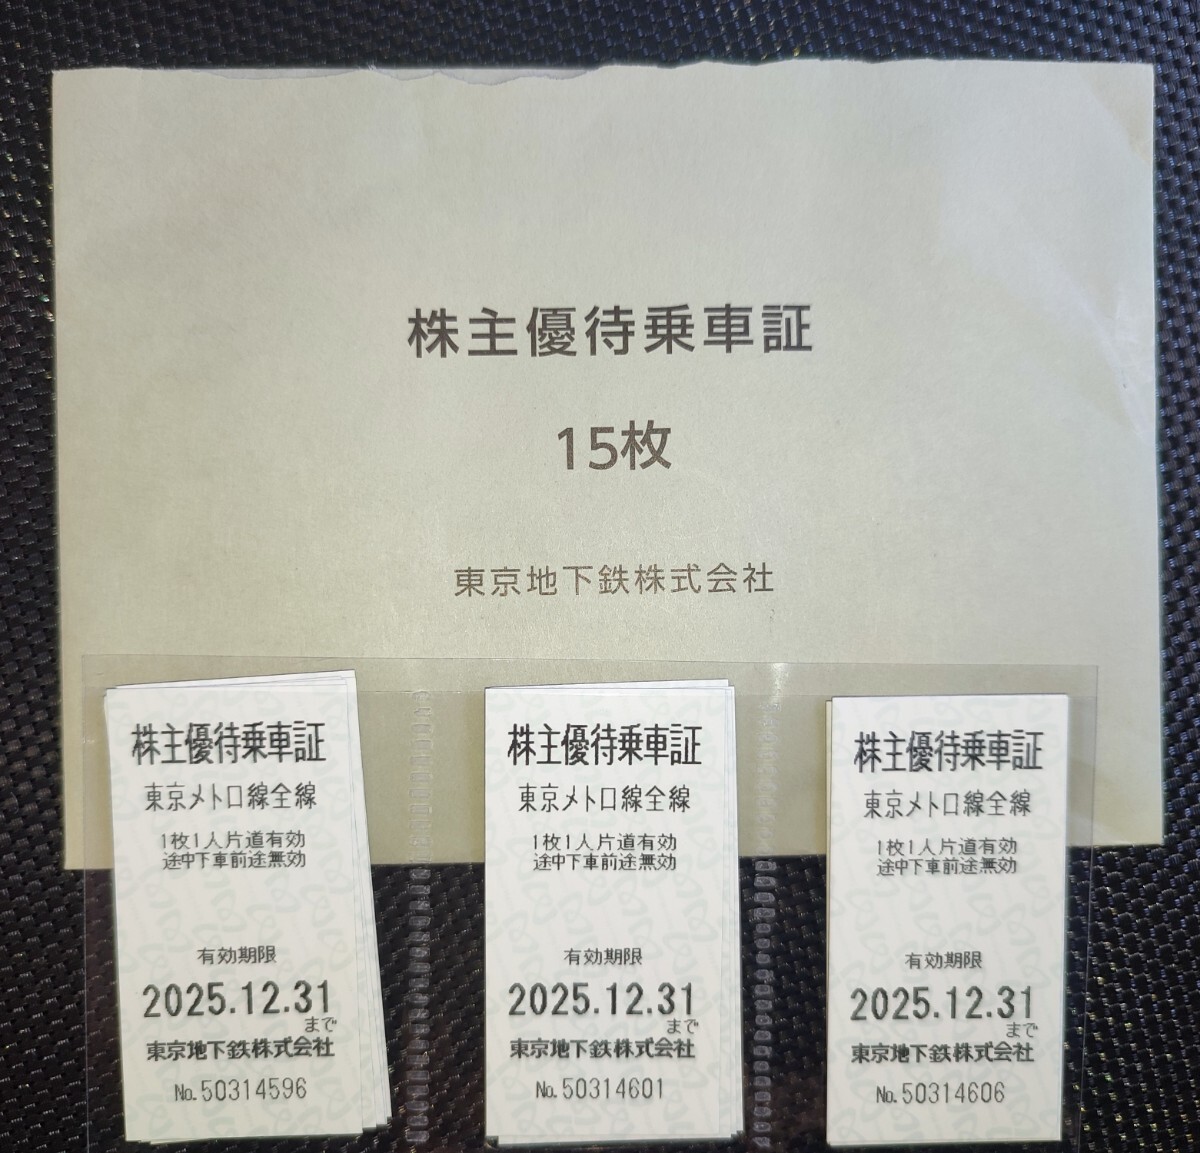 株主優待乗車証
15枚
東京地下鉄株式会社
株主優待乗車証
東京メトロ線全線
1枚1人片道有効
途中下車前途無効
有効期限
2025.12.31
まで
東京地下鉄株式会社
No.50314596
株主優待乗車証
東京メトロ線全線
1枚1人片道有効
途中下車前途無効
有効期限
2025.12.31
まで
東京地下鉄株式会社
No.50314601
株主優待乗車証
東京メトロ線全線
1枚1人片道有効
途中下車前途無効
有効期限
2025.12.31
まで
東京地下鉄株式会社
No.50314606